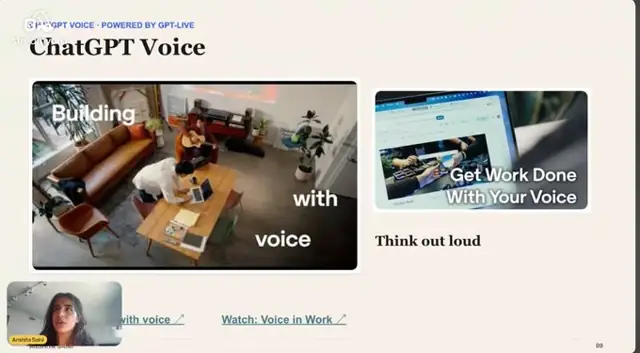 CHATGPT VOICE · POWERED BY GPT-LIVE
ChatGPT Voice
Building
with
voice
Get Work Done
With Your Voice
Think out loud
with voice ↗
Watch: Voice in Work ↗